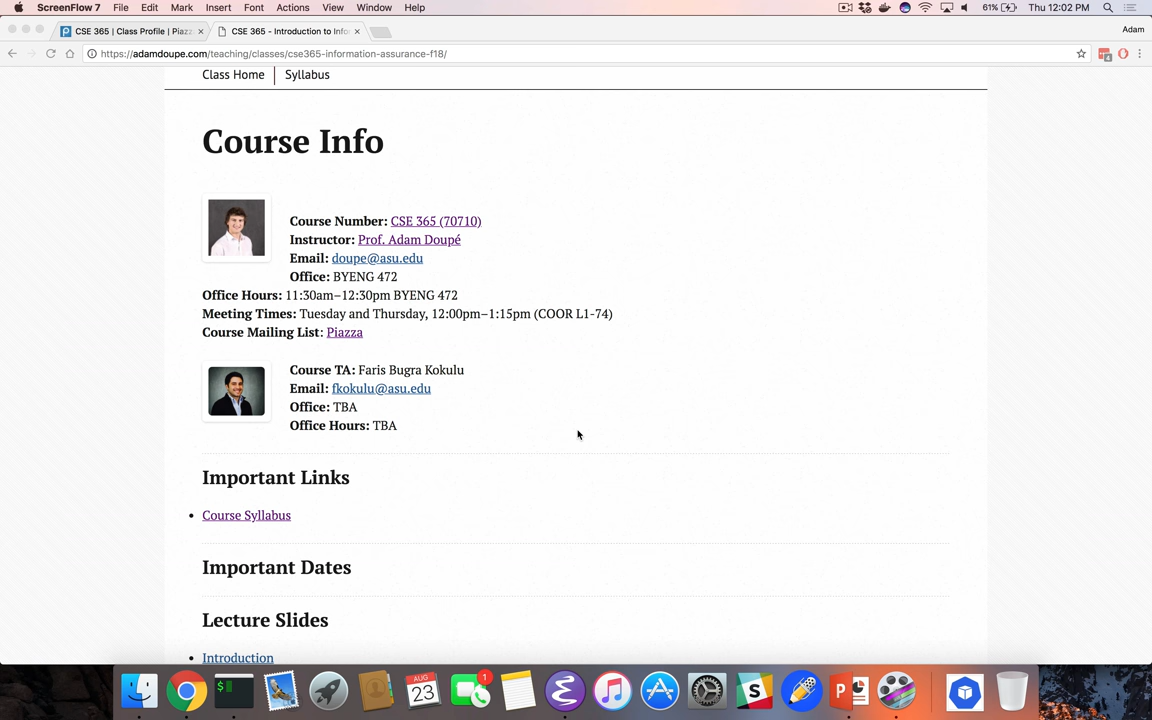 ScreenFlow 7 File Edit Mark Insert Font Actions View Window Help 61% Thu 12:02 PM
CSE 365 | Class Profile | Piazz
CSE 365 - Introduction to Info
Adam
https://adamdoupe.com/teaching/classes/cse365-information-assurance-f18/
4
Class Home | Syllabus
Course Info
Course Number: CSE 365 (70710)
Instructor: Prof. Adam Doupé
Email: doupe@asu.edu
Office: BYENG 472
Office Hours: 11:30am–12:30pm BYENG 472
Meeting Times: Tuesday and Thursday, 12:00pm–1:15pm (COOR L1-74)
Course Mailing List: Piazza
Course TA: Faris Bugra Kokulu
Email: fkokulu@asu.edu
Office: TBA
Office Hours: TBA
Important Links
• Course Syllabus
Important Dates
Lecture Slides
• Introduction
AUG
23
1